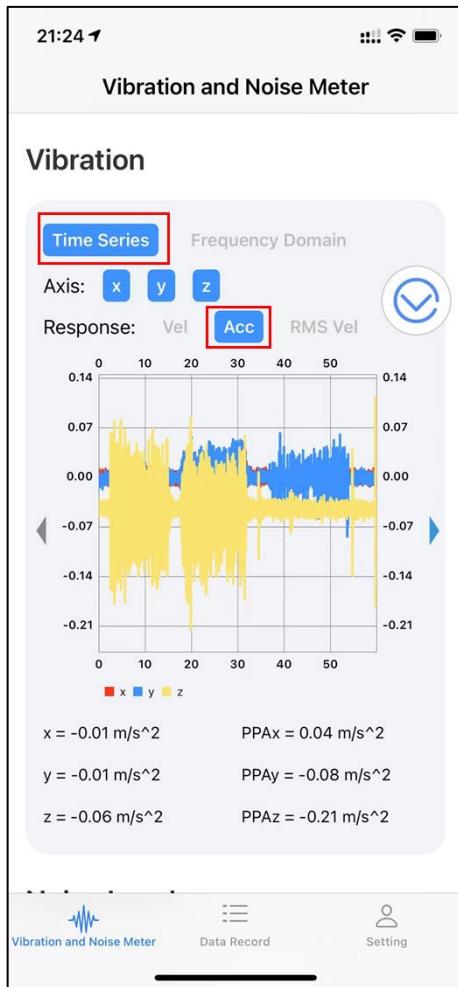 21:24
Vibration and Noise Meter
Vibration
Time Series Frequency Domain
Axis: x y z
Response: Vel Acc RMS Vel
0 10 20 30 40 50
0.14 0.14
0.07 0.07
0.00 0.00
-0.07 -0.07
-0.14 -0.14
-0.21 -0.21
0 10 20 30 40 50
x y z
x = -0.01 m/s^2 PPAx = 0.04 m/s^2
y = -0.01 m/s^2 PPAy = -0.08 m/s^2
z = -0.06 m/s^2 PPAz = -0.21 m/s^2
Vibration and Noise Meter Data Record Setting